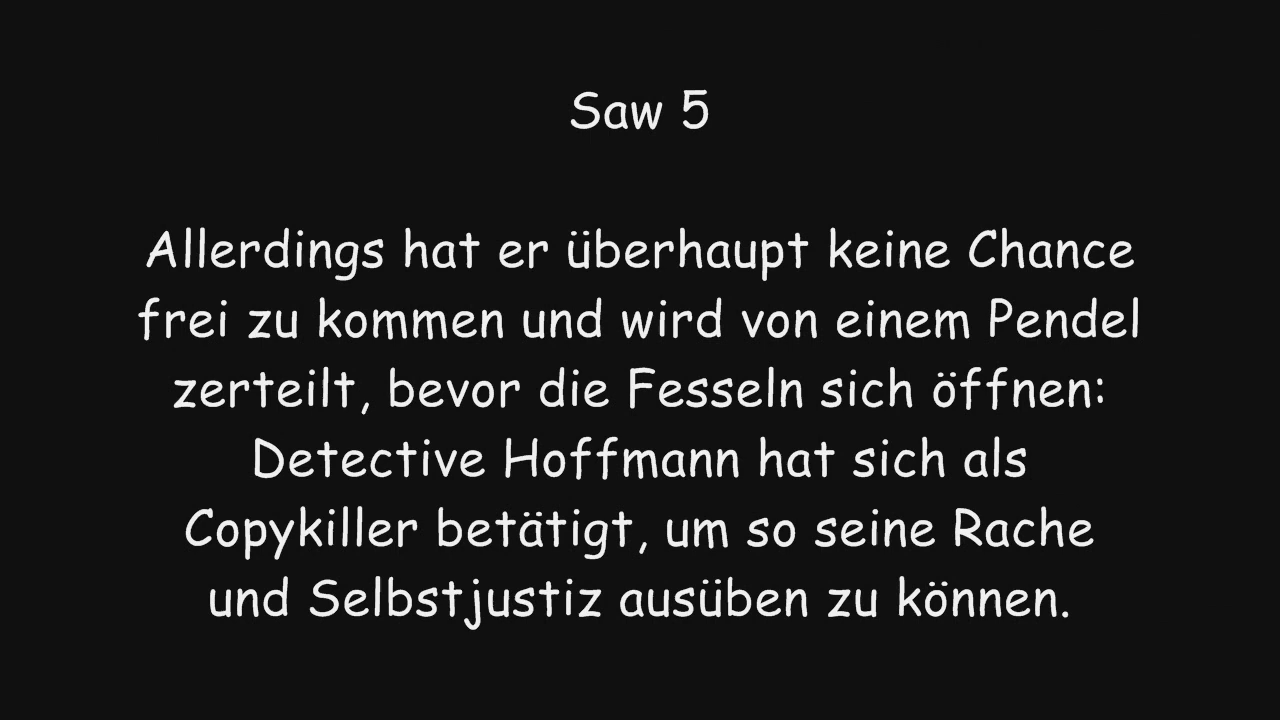 Saw 5
Allerdings hat er überhaupt keine Chance
frei zu kommen und wird von einem Pendel
zerteilt, bevor die Fesseln sich öffnen:
Detective Hoffmann hat sich als
Copykiller betätigt, um so seine Rache
und Selbstjustiz ausüben zu können.